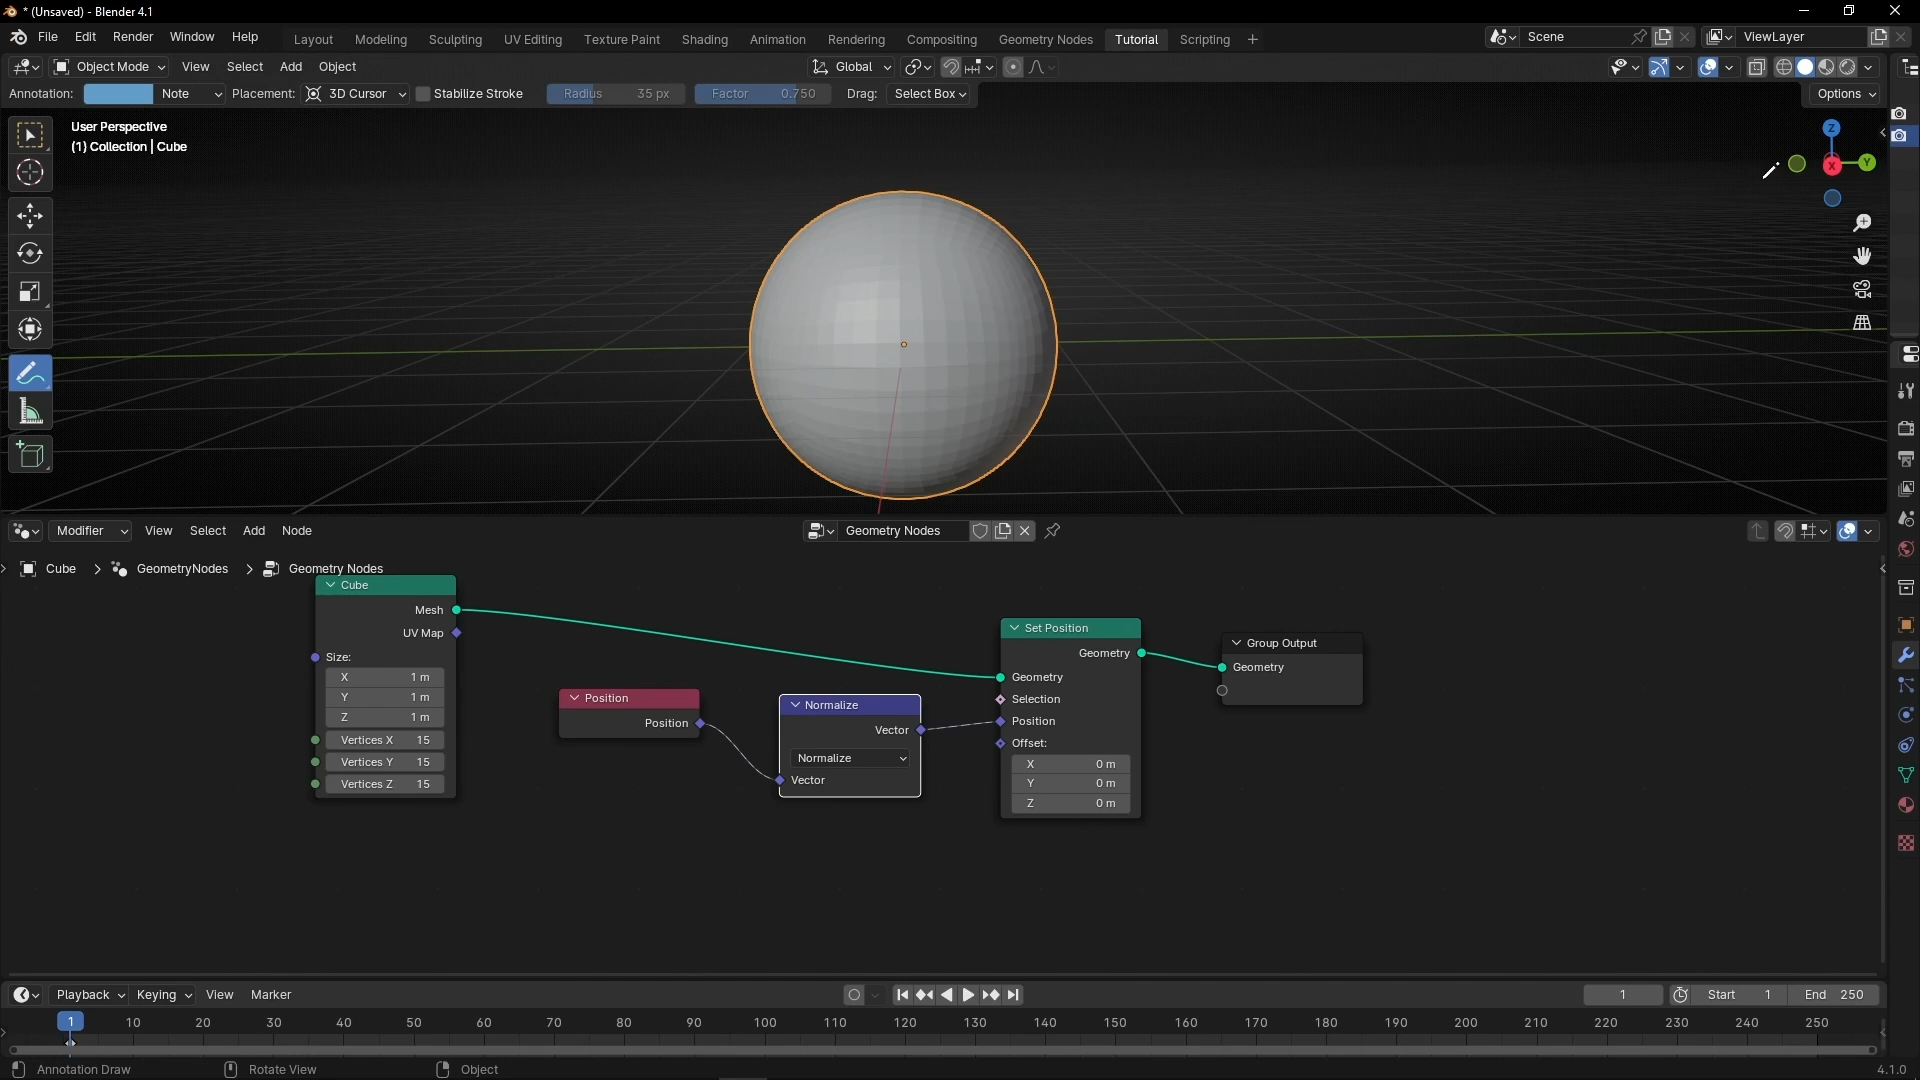 * (Unsaved) - Blender 4.1
File Edit Render Window Help Layout Modeling Sculpting UV Editing Texture Paint Shading Animation Rendering Compositing Geometry Nodes Tutorial Scripting + Scene ViewLayer
Object Mode View Select Add Object Global
Annotation: Note Placement: 3D Cursor Stabilize Stroke Radius 35 px Factor 0.750 Drag: Select Box Options
User Perspective
(1) Collection | Cube
Z
X Y
Modifier View Select Add Node Geometry Nodes
Cube > GeometryNodes > Geometry Nodes
Cube
Mesh
UV Map
Size:
X 1 m
Y 1 m
Z 1 m
Vertices X 15
Vertices Y 15
Vertices Z 15
Position
Position
Normalize
Vector
Normalize
Vector
Set Position
Geometry
Geometry
Selection
Position
Offset:
X 0 m
Y 0 m
Z 0 m
Group Output
Geometry
Playback Keying View Marker 1 Start 1 End 250
1 10 20 30 40 50 60 70 80 90 100 110 120 130 140 150 160 170 180 190 200 210 220 230 240 250
Annotation Draw Rotate View Object 4.1.0